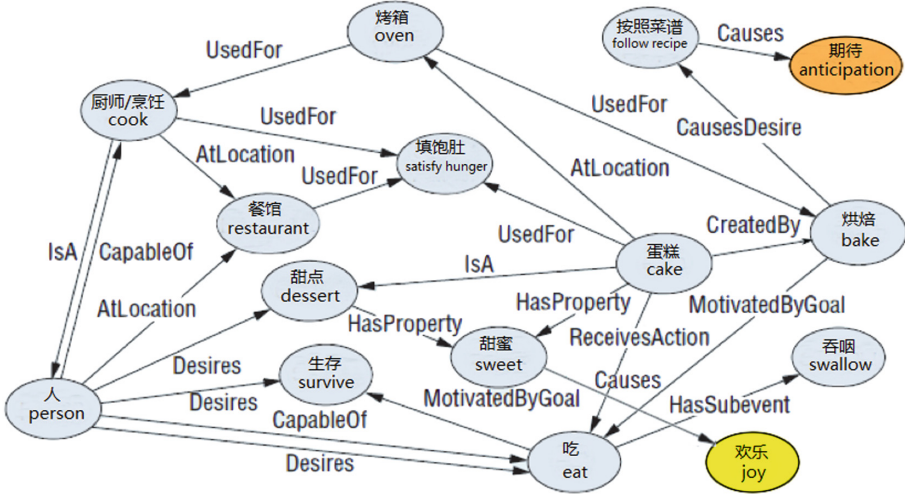 烤箱
oven
按照菜谱
follow recipe
Causes
期待
anticipation
UsedFor
厨师/烹饪
cook
UsedFor
UsedFor
CausesDesire
填饱肚
satisfy hunger
AtLocation
UsedFor
AtLocation
餐馆
restaurant
UsedFor
CreatedBy
烘焙
bake
IsA
CapableOf
蛋糕
cake
IsA
甜点
dessert
AtLocation
HasProperty
MotivatedByGoal
HasProperty
ReceivesAction
甜蜜
sweet
吞咽
swallow
Desires
生存
survive
Causes
人
person
Desires
MotivatedByGoal
HasSubevent
CapableOf
吃
eat
欢乐
joy
Desires